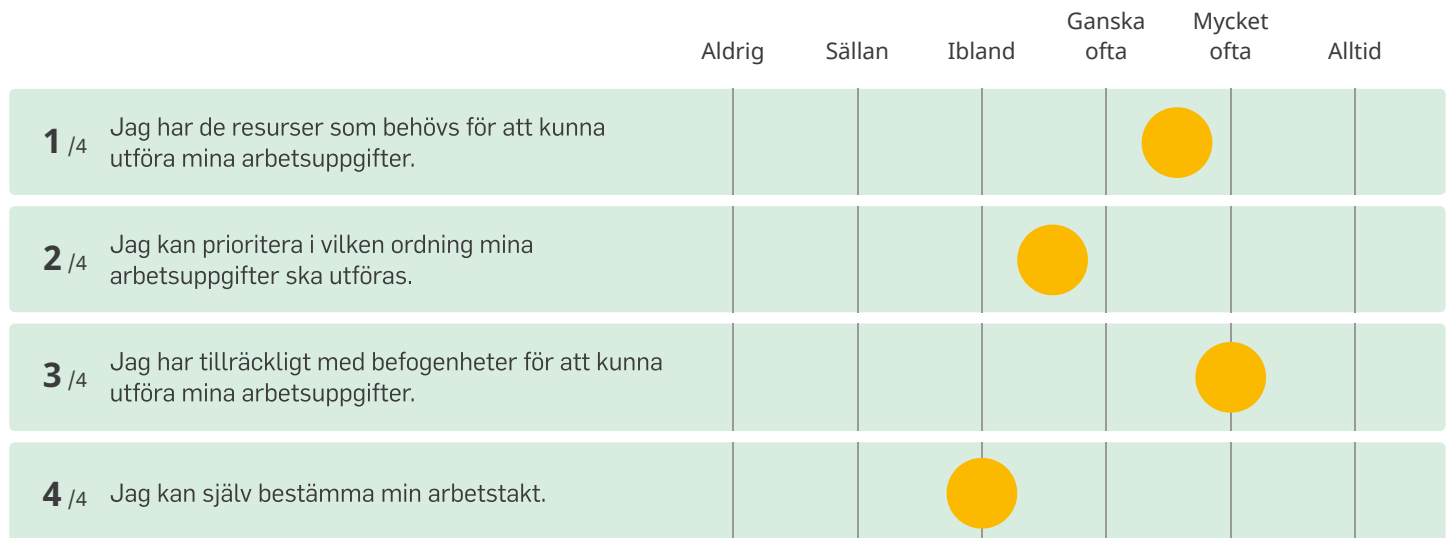 Aldrig Sällan Ibland Ganska ofta Mycket ofta Alltid
1 /4 Jag har de resurser som behövs för att kunna
utföra mina arbetsuppgifter.
2 /4 Jag kan prioritera i vilken ordning mina
arbetsuppgifter ska utföras.
3 /4 Jag har tillräckligt med befogenheter för att kunna
utföra mina arbetsuppgifter.
4 /4 Jag kan själv bestämma min arbetstakt.